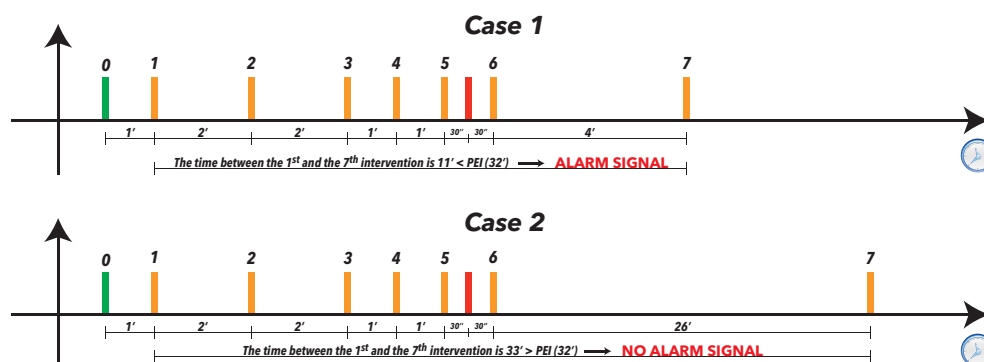 Case 1
0 1 2 3 4 5 6 7
1’ 2’ 2’ 1’ 1’ 30” 30” 4’
The time between the 1st and the 7th intervention is 11’ < PEI (32’) ALARM SIGNAL
Case 2
0 1 2 3 4 5 6 7
1’ 2’ 2’ 1’ 1’ 30” 30” 26’
The time between the 1st and the 7th intervention is 33’ > PEI (32’) NO ALARM SIGNAL